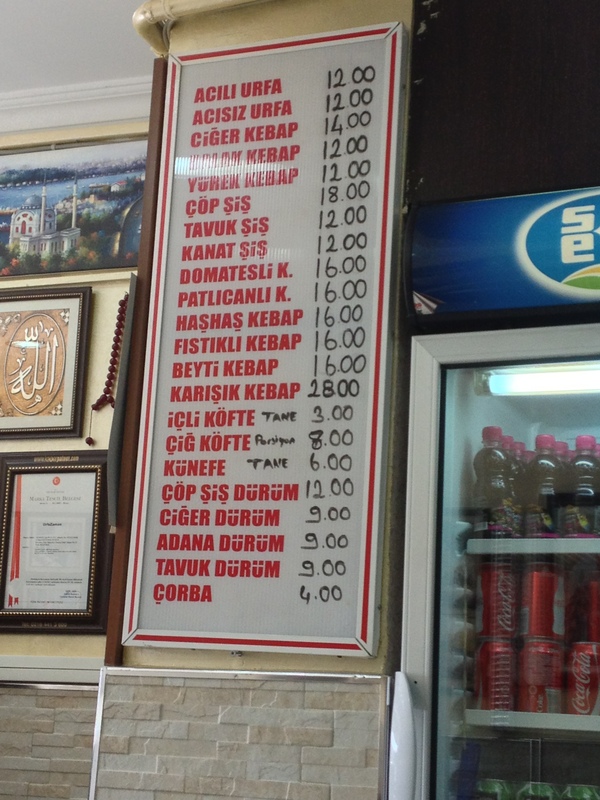 ACILI URFA 12.00
ACISIZ URFA 12.00
CİĞER KEBAP 14.00
KEBAP 12.00
YÜREK KEBAP 12.00
ÇÖP ŞİŞ 18.00
TAVUK ŞİŞ 12.00
KANAT ŞİŞ 12.00
DOMATESLİ K. 16.00
PATLICANLI K. 16.00
HAŞHAŞ KEBAP 16.00
FISTIKLI KEBAP 16.00
BEYTİ KEBAP 16.00
KARIŞIK KEBAP 28.00
İÇLİ KÖFTE TANE 3.00
ÇİĞ KÖFTE Porsiyon 8.00
KÜNEFE TANE 6.00
ÇÖP ŞİŞ DÜRÜM 12.00
CİĞER DÜRÜM 9.00
ADANA DÜRÜM 9.00
TAVUK DÜRÜM 9.00
ÇORBA 4.00
الله
se
Coca-Cola
Coca-Cola